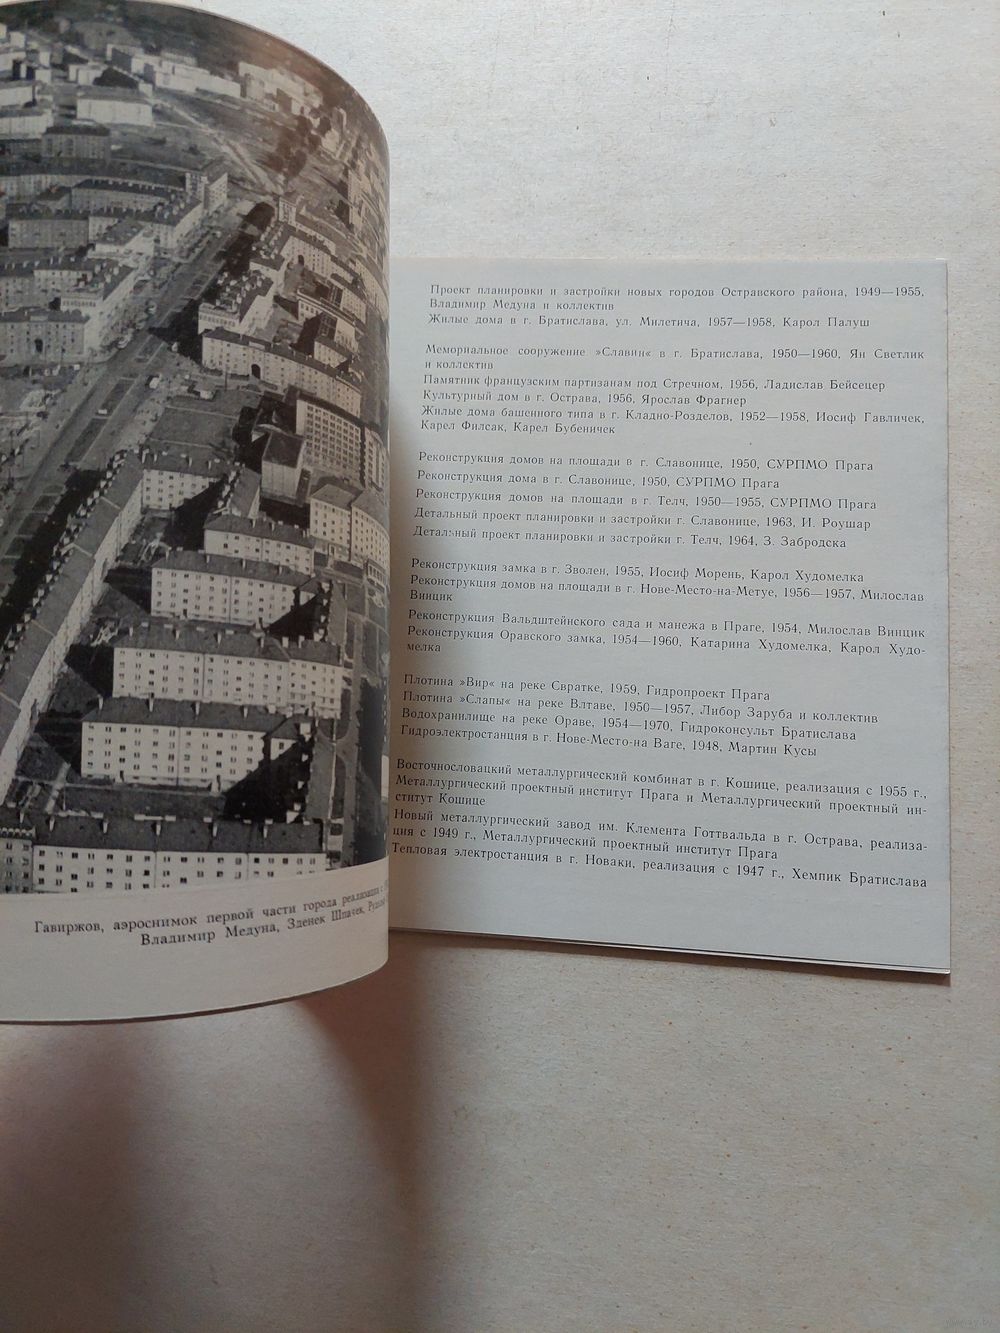 Гавиржов, аэроснимок первой части города реализация с
Владимир Медуна, Зденек Шпачек,
Проект планировки и застройки новых городов Остравского района, 1949—1955,
Владимир Медуна и коллектив
Жилые дома в г. Братислава, ул. Милетича, 1957—1958, Карол Палуш
Мемориальное сооружение »Славин« в г. Братислава, 1950—1960, Ян Светлик
и коллектив
Памятник французским партизанам под Стречном, 1956, Ладислав Бейсецер
Культурный дом в г. Острава, 1956, Ярослав Фрагнер
Жилые дома башенного типа в г. Кладно-Розделов, 1952—1958, Иосиф Гавличек,
Карел Филсак, Карел Бубеничек
Реконструкция домов на площади в г. Славонице, 1950, СУРПМО Прага
Реконструкция дома в г. Славонице, 1950, СУРПМО Прага
Реконструкция домов на площади в г. Телч, 1950—1955, СУРПМО Прага
Детальный проект планировки и застройки г. Славонице, 1963, И. Роушар
Детальный проект планировки и застройки г. Телч, 1964, З. Забродска
Реконструкция замка в г. Зволен, 1955, Иосиф Морень, Карол Худомелка
Реконструкция домов на площади в г. Нове-Место-на-Метуе, 1956—1957, Милослав
Винцик
Реконструкция Вальдштейнского сада и манежа в Праге, 1954, Милослав Винцик
Реконструкция Оравского замка, 1954—1960, Катарина Худомелка, Карол Худо-
мелка
Плотина »Вир« на реке Свратке, 1959, Гидропроект Прага
Плотина »Слапы« на реке Влтаве, 1950—1957, Либор Заруба и коллектив
Водохранилище на реке Ораве, 1954—1970, Гидроконсульт Братислава
Гидроэлектростанция в г. Нове-Место-на Ваге, 1948, Мартин Кусы
Восточнословацкий металлургический комбинат в г. Кошице, реализация с 1955 г.,
Металлургический проектный институт Прага и Металлургический проектный ин-
ститут Кошице
Новый металлургический завод им. Клемента Готтвальда в г. Острава, реализа-
ция с 1949 г., Металлургический проектный институт Прага
Тепловая электростанция в г. Новаки, реализация с 1947 г., Хемпик Братислава